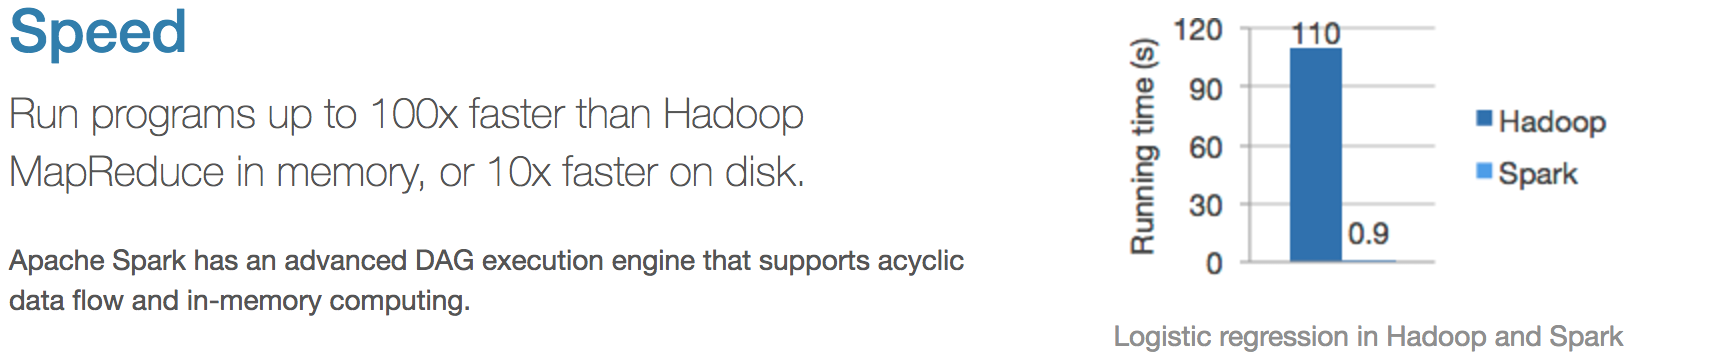 Speed
Run programs up to 100x faster than Hadoop
MapReduce in memory, or 10x faster on disk.
Apache Spark has an advanced DAG execution engine that supports acyclic
data flow and in-memory computing.
Running time (s)
120
90
60
30
0
110
0.9
Hadoop
Spark
Logistic regression in Hadoop and Spark